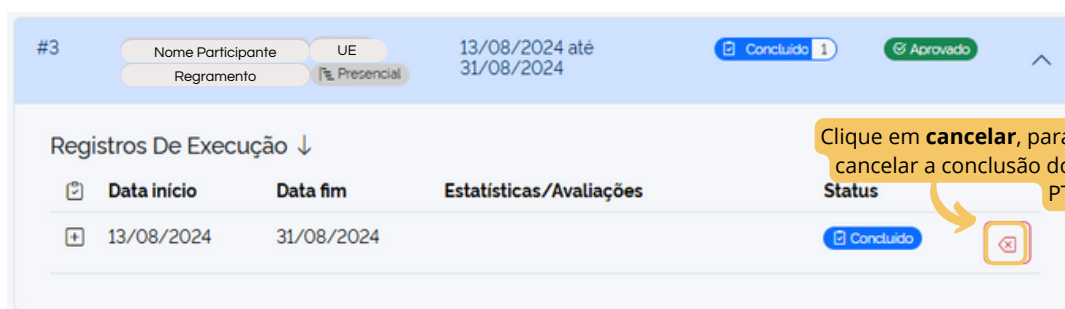 #3 Nome Participante UE 13/08/2024 até Concluído 1 Aprovado
Regramento Presencial 31/08/2024
Registros De Execução ↓
Clique em cancelar, para
cancelar a conclusão do
PT
Data início Data fim Estatísticas/Avaliações Status
13/08/2024 31/08/2024 Concluído